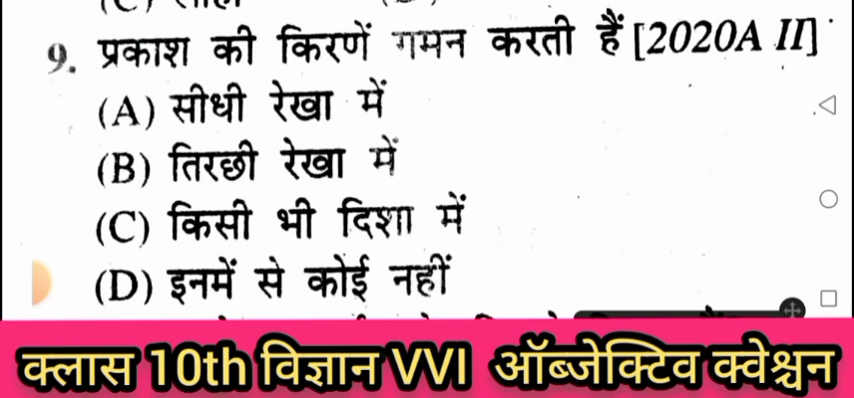 9. प्रकाश की किरणें गमन करती हैं [2020A II]
(A) सीधी रेखा में
(B) तिरछी रेखा में
(C) किसी भी दिशा में
(D) इनमें से कोई नहीं
क्लास 10th विज्ञान VVI ऑब्जेक्टिव क्वेश्चन